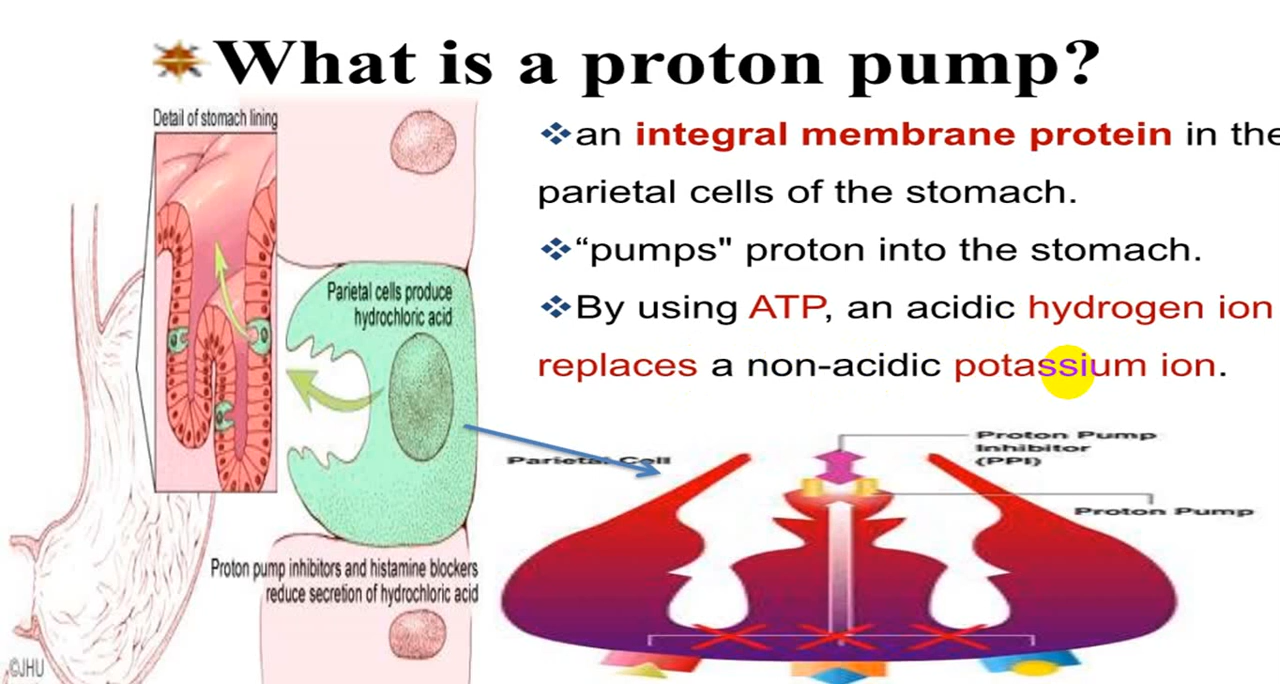 What is a proton pump?
Detail of stomach lining
Parietal cells produce
hydrochloric acid
Proton pump inhibitors and histamine blockers
reduce secretion of hydrochloric acid
©JHU
an integral membrane protein in the
parietal cells of the stomach.
“pumps" proton into the stomach.
By using ATP, an acidic hydrogen ion
replaces a non-acidic potassium ion.
Parietal Cell
Proton Pump
Inhibitor
(PPI)
Proton Pump